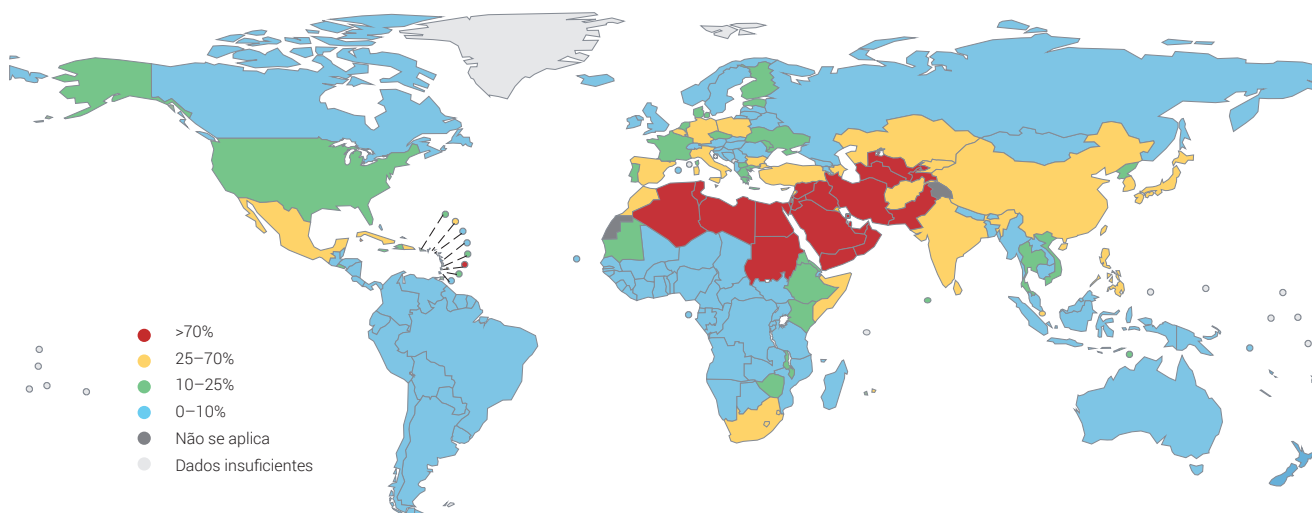 >70%
25–70%
10–25%
0–10%
Não se aplica
Dados insuficientes